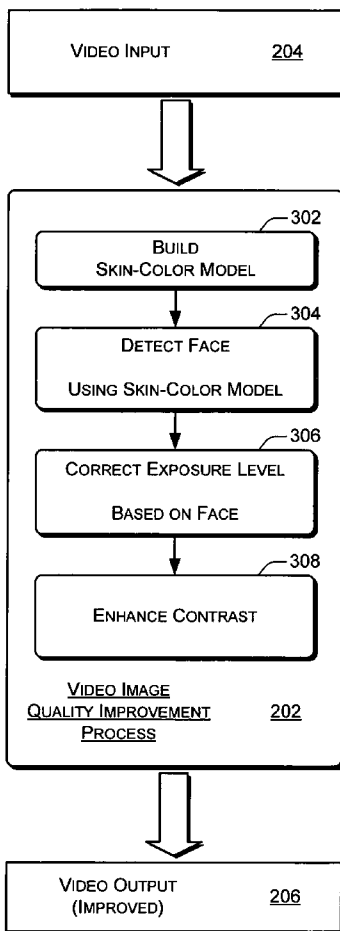 VIDEO INPUT 204
302
BUILD
SKIN-COLOR MODEL
304
DETECT FACE
USING SKIN-COLOR MODEL
306
CORRECT EXPOSURE LEVEL
BASED ON FACE
308
ENHANCE CONTRAST
VIDEO IMAGE
QUALITY IMPROVEMENT 202
PROCESS
VIDEO OUTPUT 206
(IMPROVED)